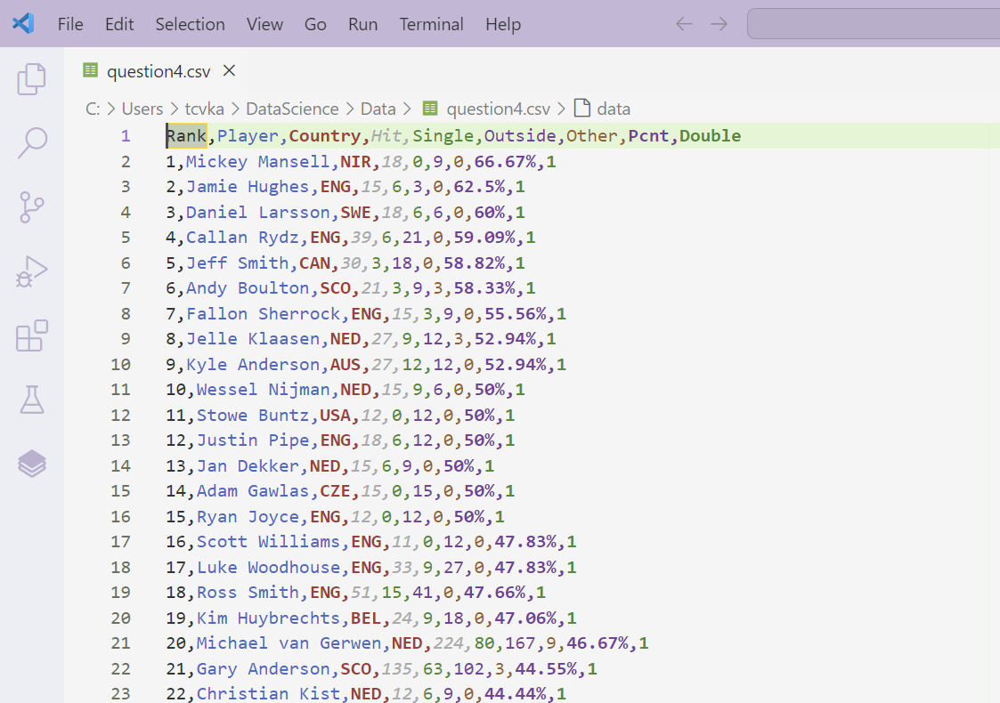 File Edit Selection View Go Run Terminal Help
question4.csv
C: > Users > tcvka > DataScience > Data > question4.csv > data
1 Rank,Player,Country,Hit,Single,Outside,Other,Pcnt,Double
2 1,Mickey Mansell,NIR,18,0,9,0,66.67%,1
3 2,Jamie Hughes,ENG,15,6,3,0,62.5%,1
4 3,Daniel Larsson,SWE,18,6,6,0,60%,1
5 4,Callan Rydz,ENG,39,6,21,0,59.09%,1
6 5,Jeff Smith,CAN,30,3,18,0,58.82%,1
7 6,Andy Boulton,SCO,21,3,9,3,58.33%,1
8 7,Fallon Sherrock,ENG,15,3,9,0,55.56%,1
9 8,Jelle Klaasen,NED,27,9,12,3,52.94%,1
10 9,Kyle Anderson,AUS,27,12,12,0,52.94%,1
11 10,Wessel Nijman,NED,15,9,6,0,50%,1
12 11,Stowe Buntz,USA,12,0,12,0,50%,1
13 12,Justin Pipe,ENG,18,6,12,0,50%,1
14 13,Jan Dekker,NED,15,6,9,0,50%,1
15 14,Adam Gawlas,CZE,15,0,15,0,50%,1
16 15,Ryan Joyce,ENG,12,0,12,0,50%,1
17 16,Scott Williams,ENG,11,0,12,0,47.83%,1
18 17,Luke Woodhouse,ENG,33,9,27,0,47.83%,1
19 18,Ross Smith,ENG,51,15,41,0,47.66%,1
20 19,Kim Huybrechts,BEL,24,9,18,0,47.06%,1
21 20,Michael van Gerwen,NED,224,80,167,9,46.67%,1
22 21,Gary Anderson,SCO,135,63,102,3,44.55%,1
23 22,Christian Kist,NED,12,6,9,0,44.44%,1